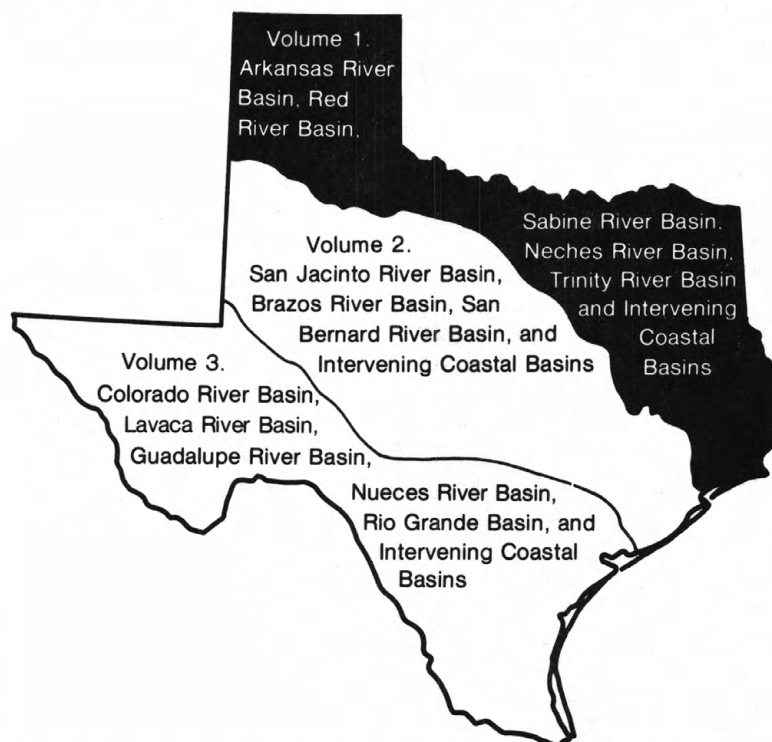 Volume 1.
Arkansas River
Basin, Red
River Basin,
Sabine River Basin,
Neches River Basin,
Trinity River Basin
and Intervening
Coastal
Basins
Volume 2.
San Jacinto River Basin,
Brazos River Basin, San
Bernard River Basin, and
Intervening Coastal Basins
Volume 3.
Colorado River Basin,
Lavaca River Basin,
Guadalupe River Basin,
Nueces River Basin,
Rio Grande Basin, and
Intervening Coastal
Basins